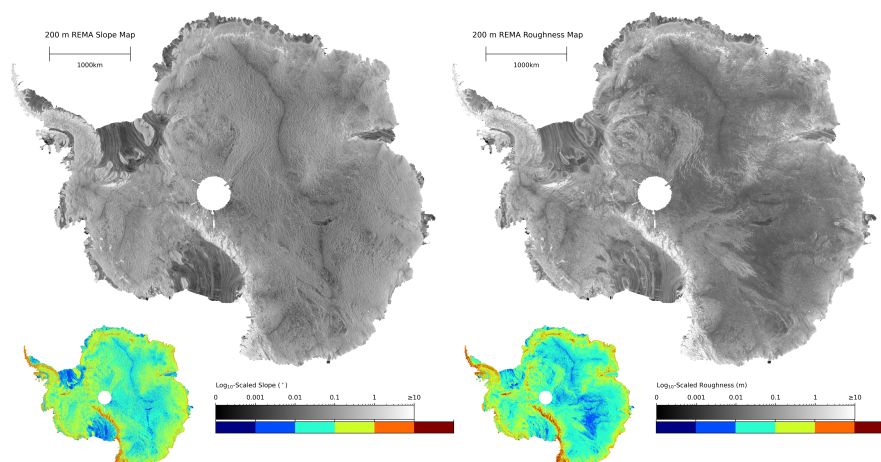 200 m REMA Slope Map
1000km
200 m REMA Roughness Map
1000km
Log₁₀-Scaled Slope (°)
0 0.001 0.01 0.1 1 ≥10
Log₁₀-Scaled Roughness (m)
0 0.001 0.01 0.1 1 ≥10